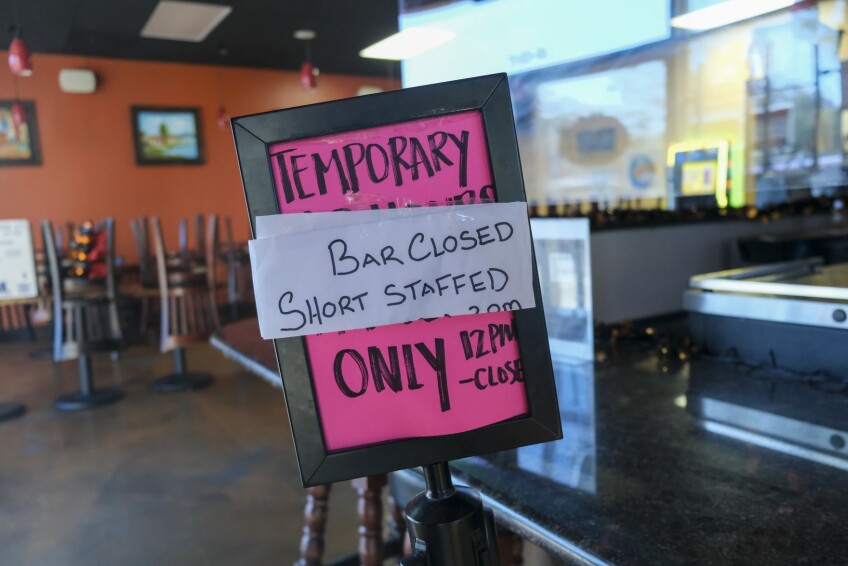 TEMPORARY
BAR CLOSED
SHORT STAFFED
ONLY 12PM
-CLOSE